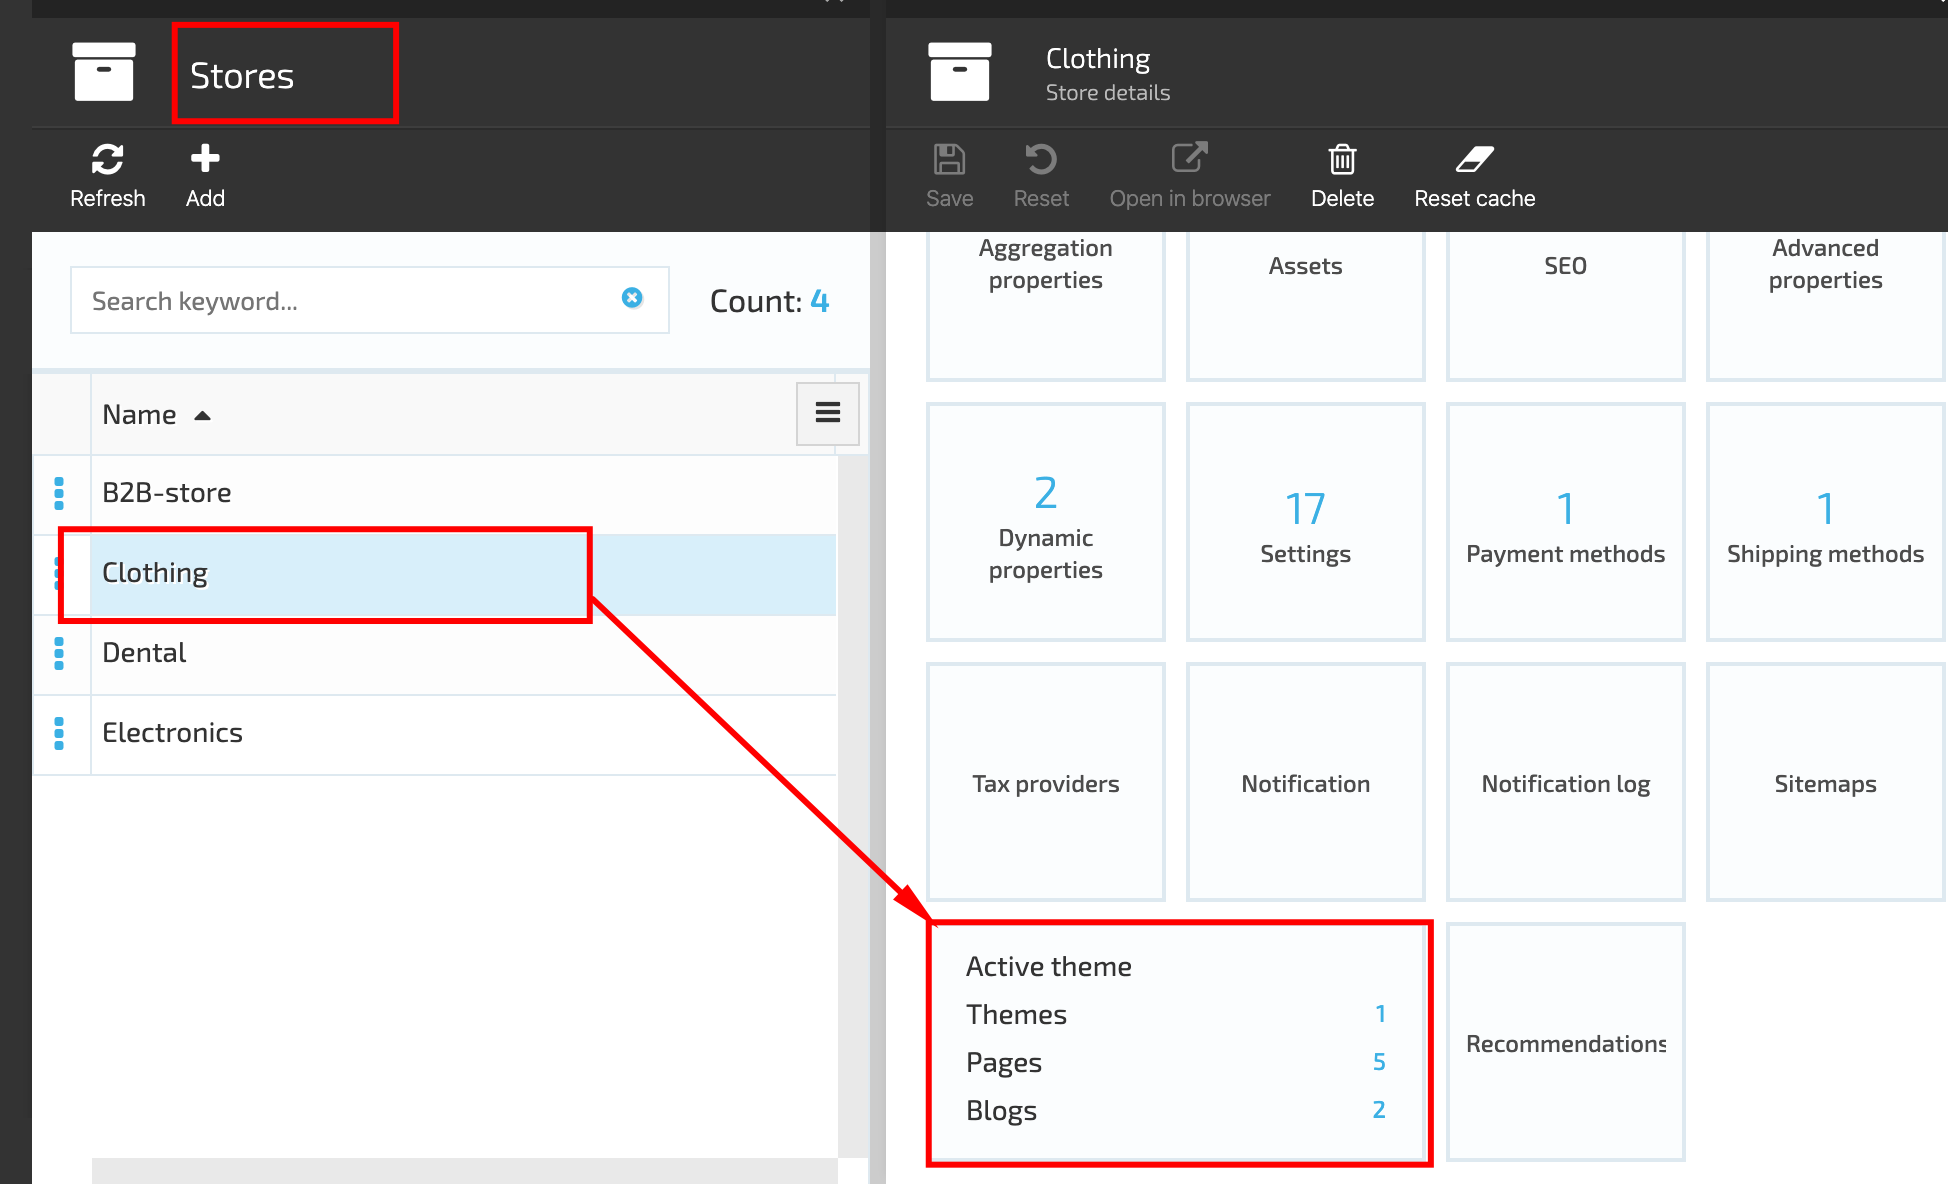 Stores
Refresh
Add
Search keyword...
Count: 4
Name
B2B-store
Clothing
Dental
Electronics
Clothing
Store details
Save
Reset
Open in browser
Delete
Reset cache
Aggregation
properties
Assets
SEO
Advanced
properties
2
Dynamic
properties
17
Settings
1
Payment methods
1
Shipping methods
Tax providers
Notification
Notification log
Sitemaps
Active theme
Themes 1
Pages 5
Blogs 2
Recommendations